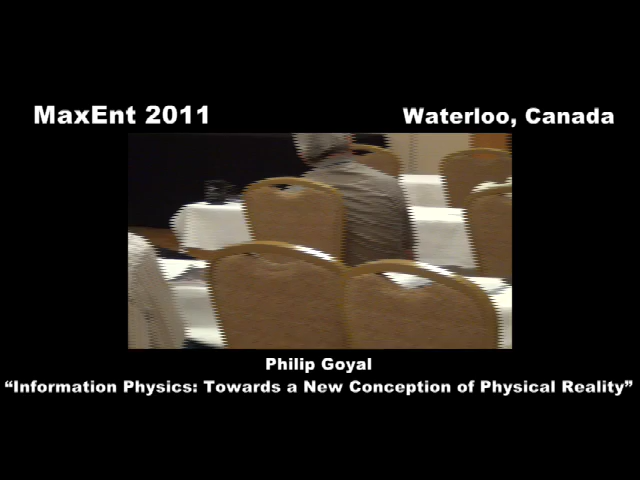 MaxEnt 2011
Waterloo, Canada
Philip Goyal
“Information Physics: Towards a New Conception of Physical Reality”